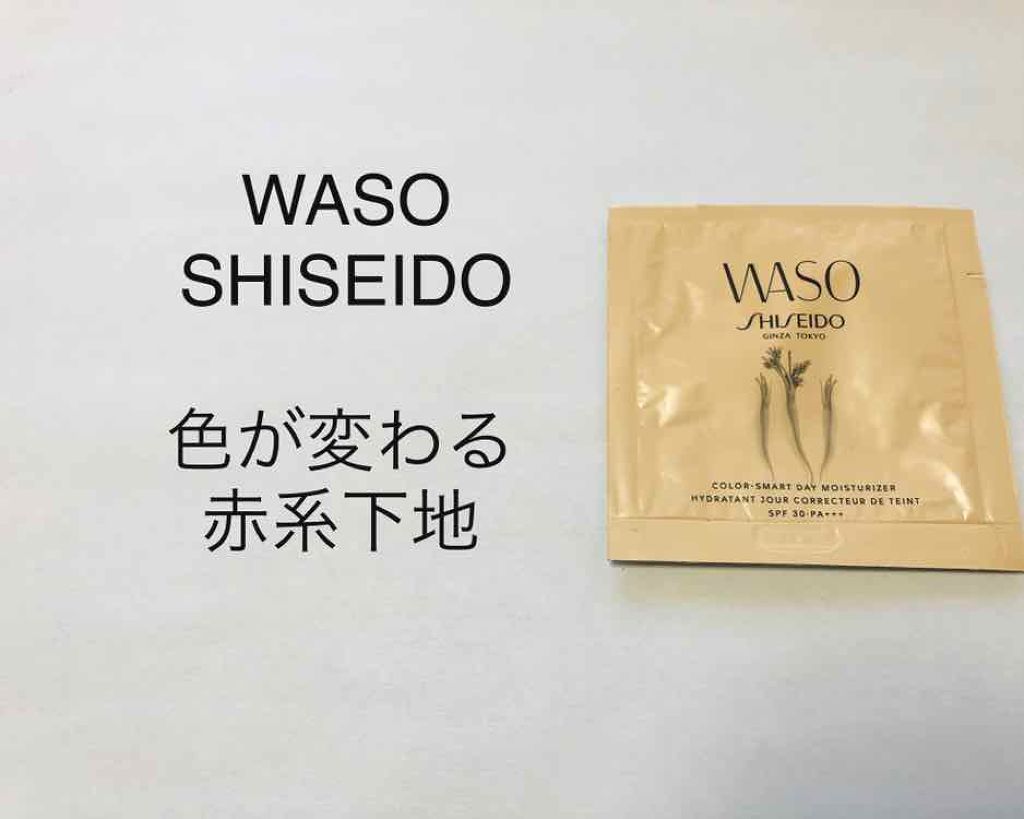 WASO
SHISEIDO
色が変わる
赤系下地
WASO
SHISEIDO
GINZA TOKYO
COLOR-SMART DAY MOISTURIZER
HYDRATANT JOUR CORRECTEUR DE TEINT
SPF 30·PA+++